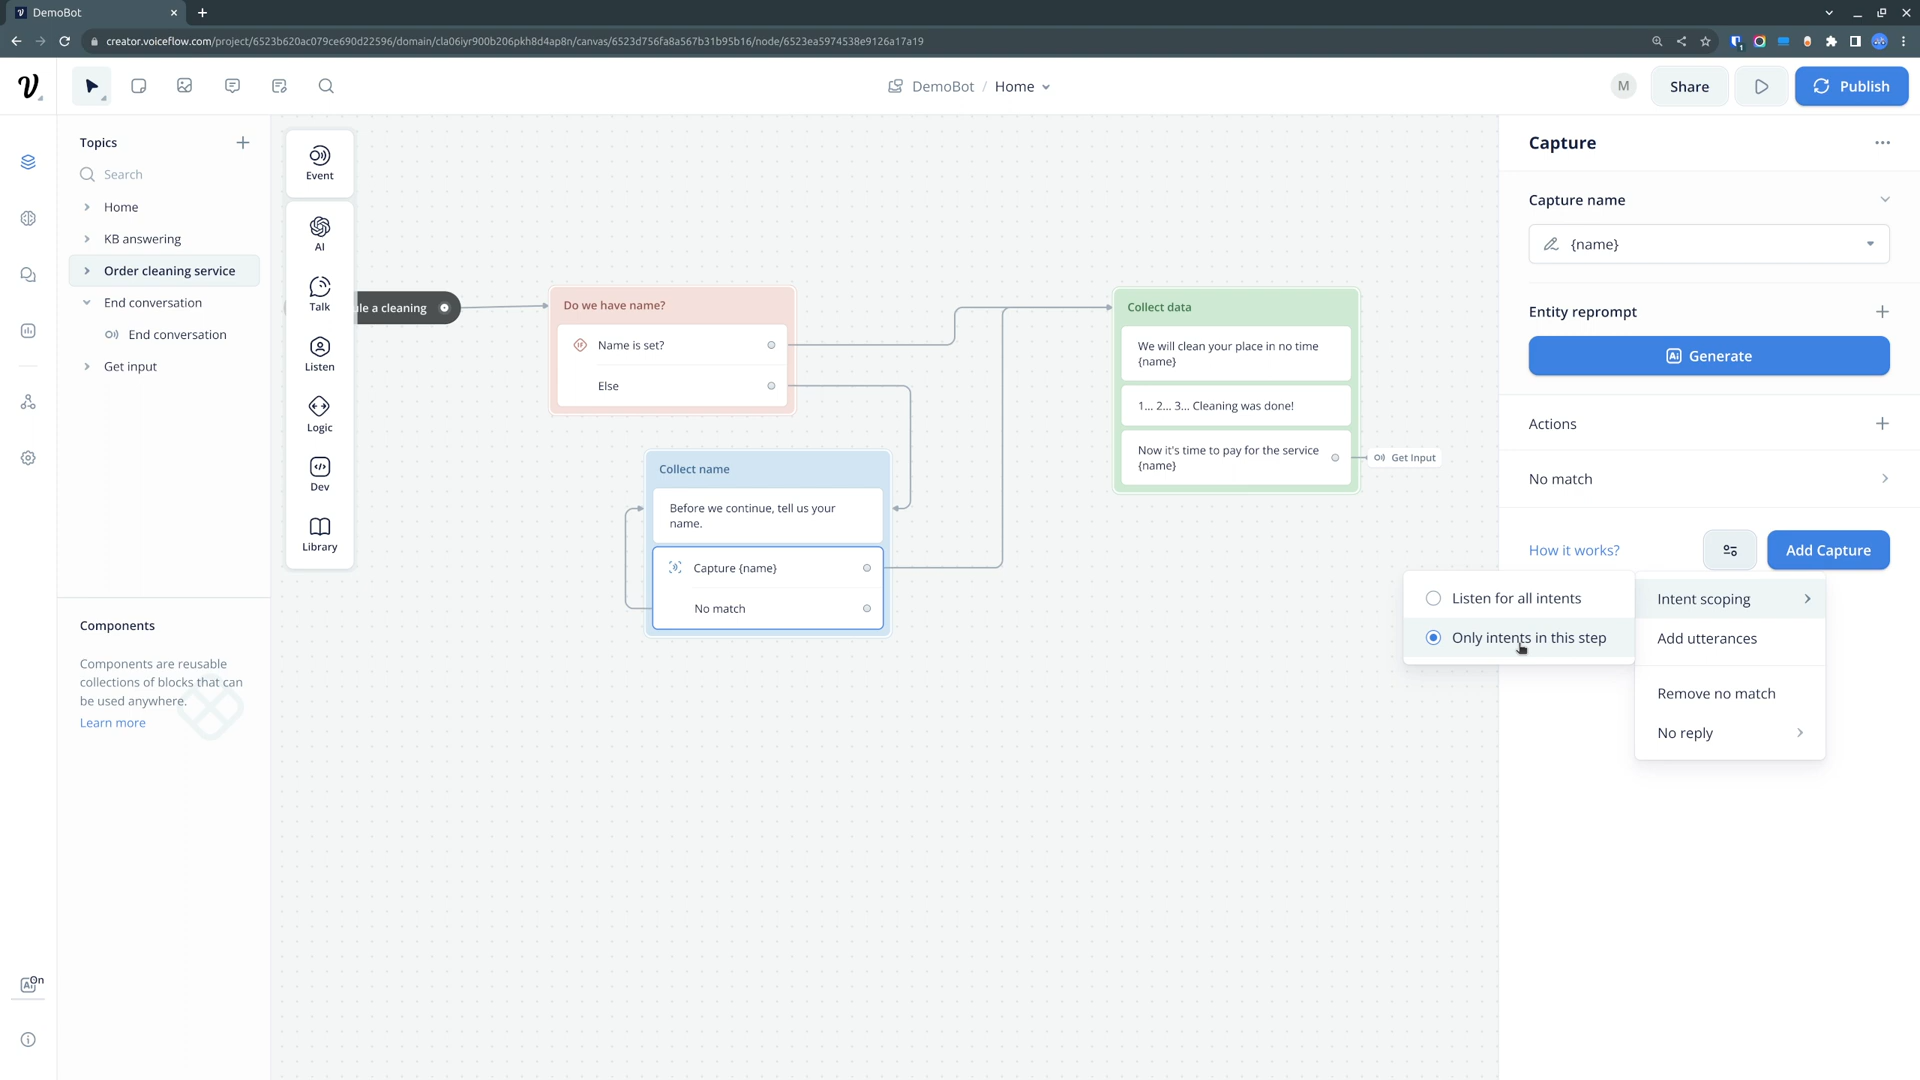 DemoBot
creator.voiceflow.com/project/6523b620ac079ce690d22596/domain/cla06iyr900b206pkh8d4ap8n/canvas/6523d756fa8a567b31b95b16/node/6523ea5974538e9126a17a19
DemoBot / Home
M
Share
Publish
Topics
Search
Home
KB answering
Order cleaning service
End conversation
End conversation
Get input
Components
Components are reusable
collections of blocks that can
be used anywhere.
Learn more
On
Event
AI
Talk
Listen
Logic
Dev
Library
ule a cleaning
Do we have name?
Name is set?
Else
Collect name
Before we continue, tell us your
name.
Capture {name}
No match
Collect data
We will clean your place in no time
{name}
1... 2... 3... Cleaning was done!
Now it's time to pay for the service
{name}
Get Input
Capture
Capture name
{name}
Entity reprompt
Ai Generate
Actions
No match
How it works?
Add Capture
Listen for all intents
Only intents in this step
Intent scoping
Add utterances
Remove no match
No reply